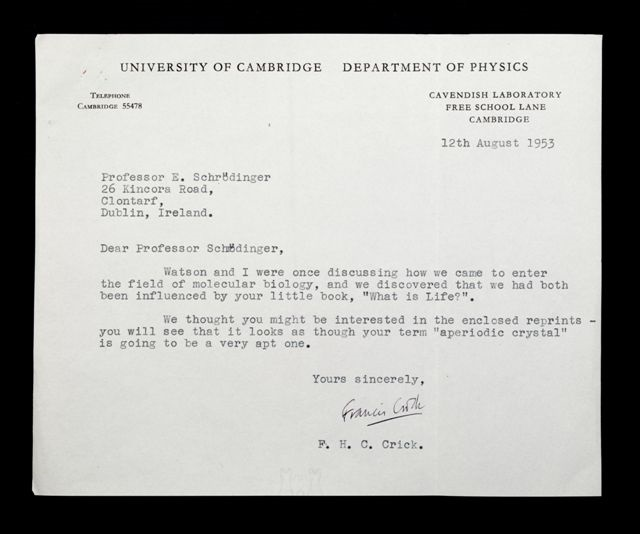 UNIVERSITY OF CAMBRIDGE DEPARTMENT OF PHYSICS
TELEPHONE
CAMBRIDGE 55478
CAVENDISH LABORATORY
FREE SCHOOL LANE
CAMBRIDGE
12th August 1953
Professor E. Schrödinger
26 Kincora Road,
Clontarf,
Dublin, Ireland.
Dear Professor Schrödinger,
Watson and I were once discussing how we came to enter
the field of molecular biology, and we discovered that we had both
been influenced by your little book, "What is Life?".
We thought you might be interested in the enclosed reprints -
you will see that it looks as though your term "aperiodic crystal"
is going to be a very apt one.
Yours sincerely,
Francis Crick
F. H. C. Crick.